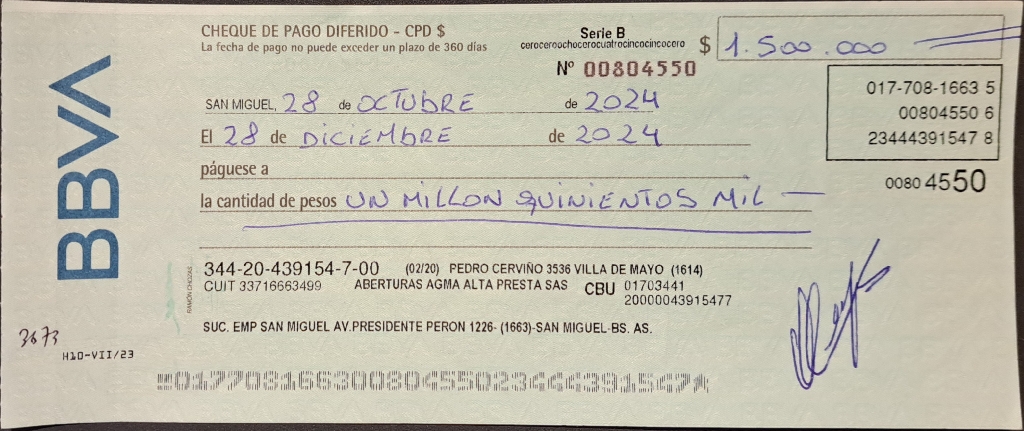 BBVA
CHEQUE DE PAGO DIFERIDO - CPD $
La fecha de pago no puede exceder un plazo de 360 días
Serie B
ceroceroochocerocuatrocincocincocero
Nº 00804550
$ 1.500.000
017-708-1663 5
00804550 6
23444391547 8
0080 4550
SAN MIGUEL, 28 de OCTUBRE de 2024
El 28 de DICIEMBRE de 2024
páguese a
la cantidad de pesos UN MILLON QUINIENTOS MIL
344-20-439154-7-00 (02/20) PEDRO CERVIÑO 3536 VILLA DE MAYO (1614)
CUIT 33716663499 ABERTURAS AGMA ALTA PRESTA SAS CBU 01703441
20000043915477
SUC. EMP SAN MIGUEL AV.PRESIDENTE PERON 1226- (1663)-SAN MIGUEL-BS. AS.
3673
H10-VII/23